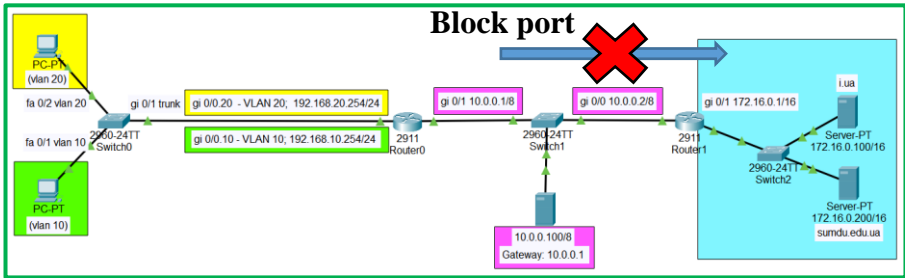 Block port
PC-PT
(vlan 20)
fa 0/2 vlan 20
gi 0/1 trunk
gi 0/0.20 - VLAN 20; 192.168.20.254/24
gi 0/0.10 - VLAN 10; 192.168.10.254/24
2960-24TT
Switch0
fa 0/1 vlan 10
PC-PT
(vlan 10)
2911
Router0
gi 0/1 10.0.0.1/8
2960-24TT
Switch1
gi 0/0 10.0.0.2/8
10.0.0.100/8
Gateway: 10.0.0.1
2911
Router1
gi 0/1 172.16.0.1/16
2960-24TT
Switch2
i.ua
Server-PT
172.16.0.100/16
Server-PT
172.16.0.200/16
sumdu.edu.ua